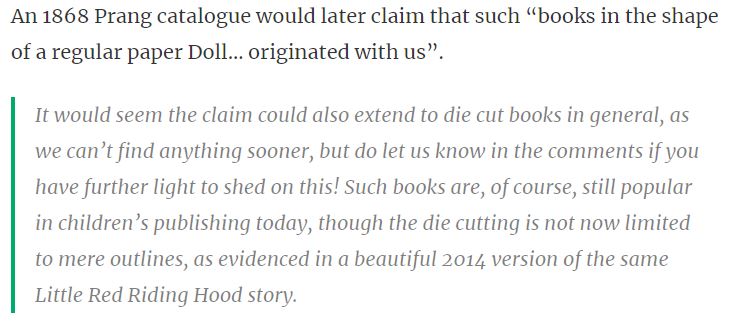 An 1868 Prang catalogue would later claim that such “books in the shape
of a regular paper Doll... originated with us”.
It would seem the claim could also extend to die cut books in general, as
we can’t find anything sooner, but do let us know in the comments if you
have further light to shed on this! Such books are, of course, still popular
in children’s publishing today, though the die cutting is not now limited
to mere outlines, as evidenced in a beautiful 2014 version of the same
Little Red Riding Hood story.